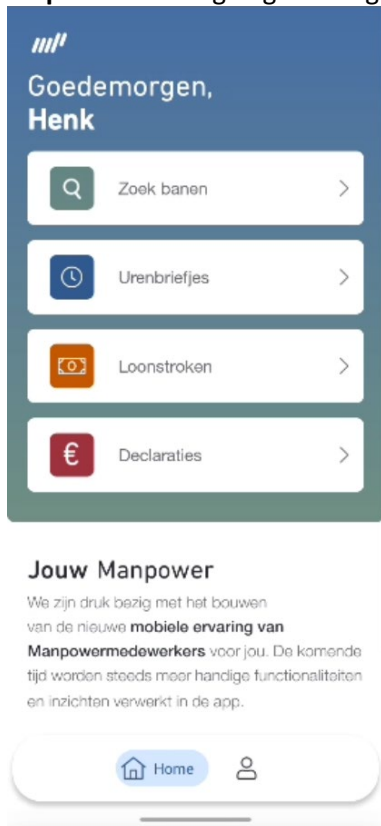 Goedemorgen,
Henk
Zoek banen
Urenbriefjes
Loonstroken
€ Declaraties
Jouw Manpower
We zijn druk bezig met het bouwen
van de nieuwe mobiele ervaring van
Manpowermedewerkers voor jou. De komende
tijd worden steeds meer handige functionaliteiten
en inzichten verwerkt in de app.
Home